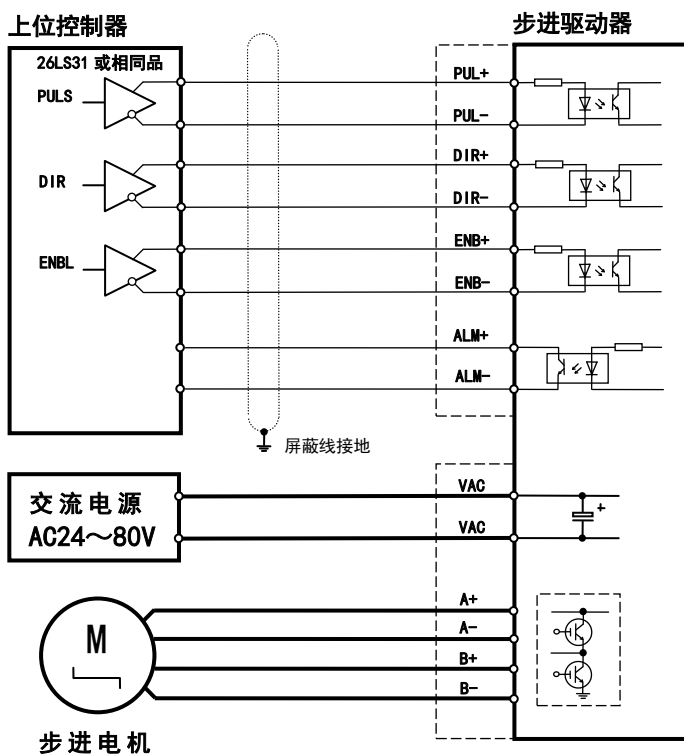 上位控制器
步进驱动器
26LS31 或相同品
PULS
PUL+
PUL-
DIR+
DIR
DIR-
ENB+
ENBL
ENB-
ALM+
ALM-
屏蔽线接地
交流电源
AC24～80V
VAC
+
VAC
A+
A-
M
B+
B-
步进电机